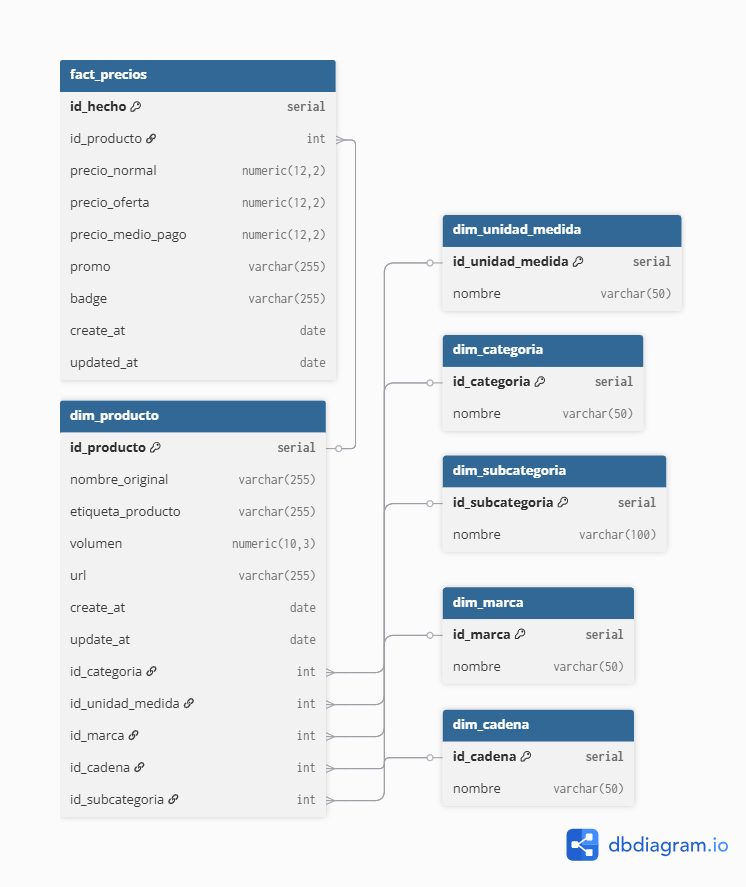 fact_precios
id_hecho serial
id_producto int
precio_normal numeric(12,2)
precio_oferta numeric(12,2)
precio_medio_pago numeric(12,2)
promo varchar(255)
badge varchar(255)
create_at date
updated_at date
dim_producto
id_producto serial
nombre_original varchar(255)
etiqueta_producto varchar(255)
volumen numeric(10,3)
url varchar(255)
create_at date
update_at date
id_categoria int
id_unidad_medida int
id_marca int
id_cadena int
id_subcategoria int
dim_unidad_medida
id_unidad_medida serial
nombre varchar(50)
dim_categoria
id_categoria serial
nombre varchar(50)
dim_subcategoria
id_subcategoria serial
nombre varchar(100)
dim_marca
id_marca serial
nombre varchar(50)
dim_cadena
id_cadena serial
nombre varchar(50)
dbdiagram.io